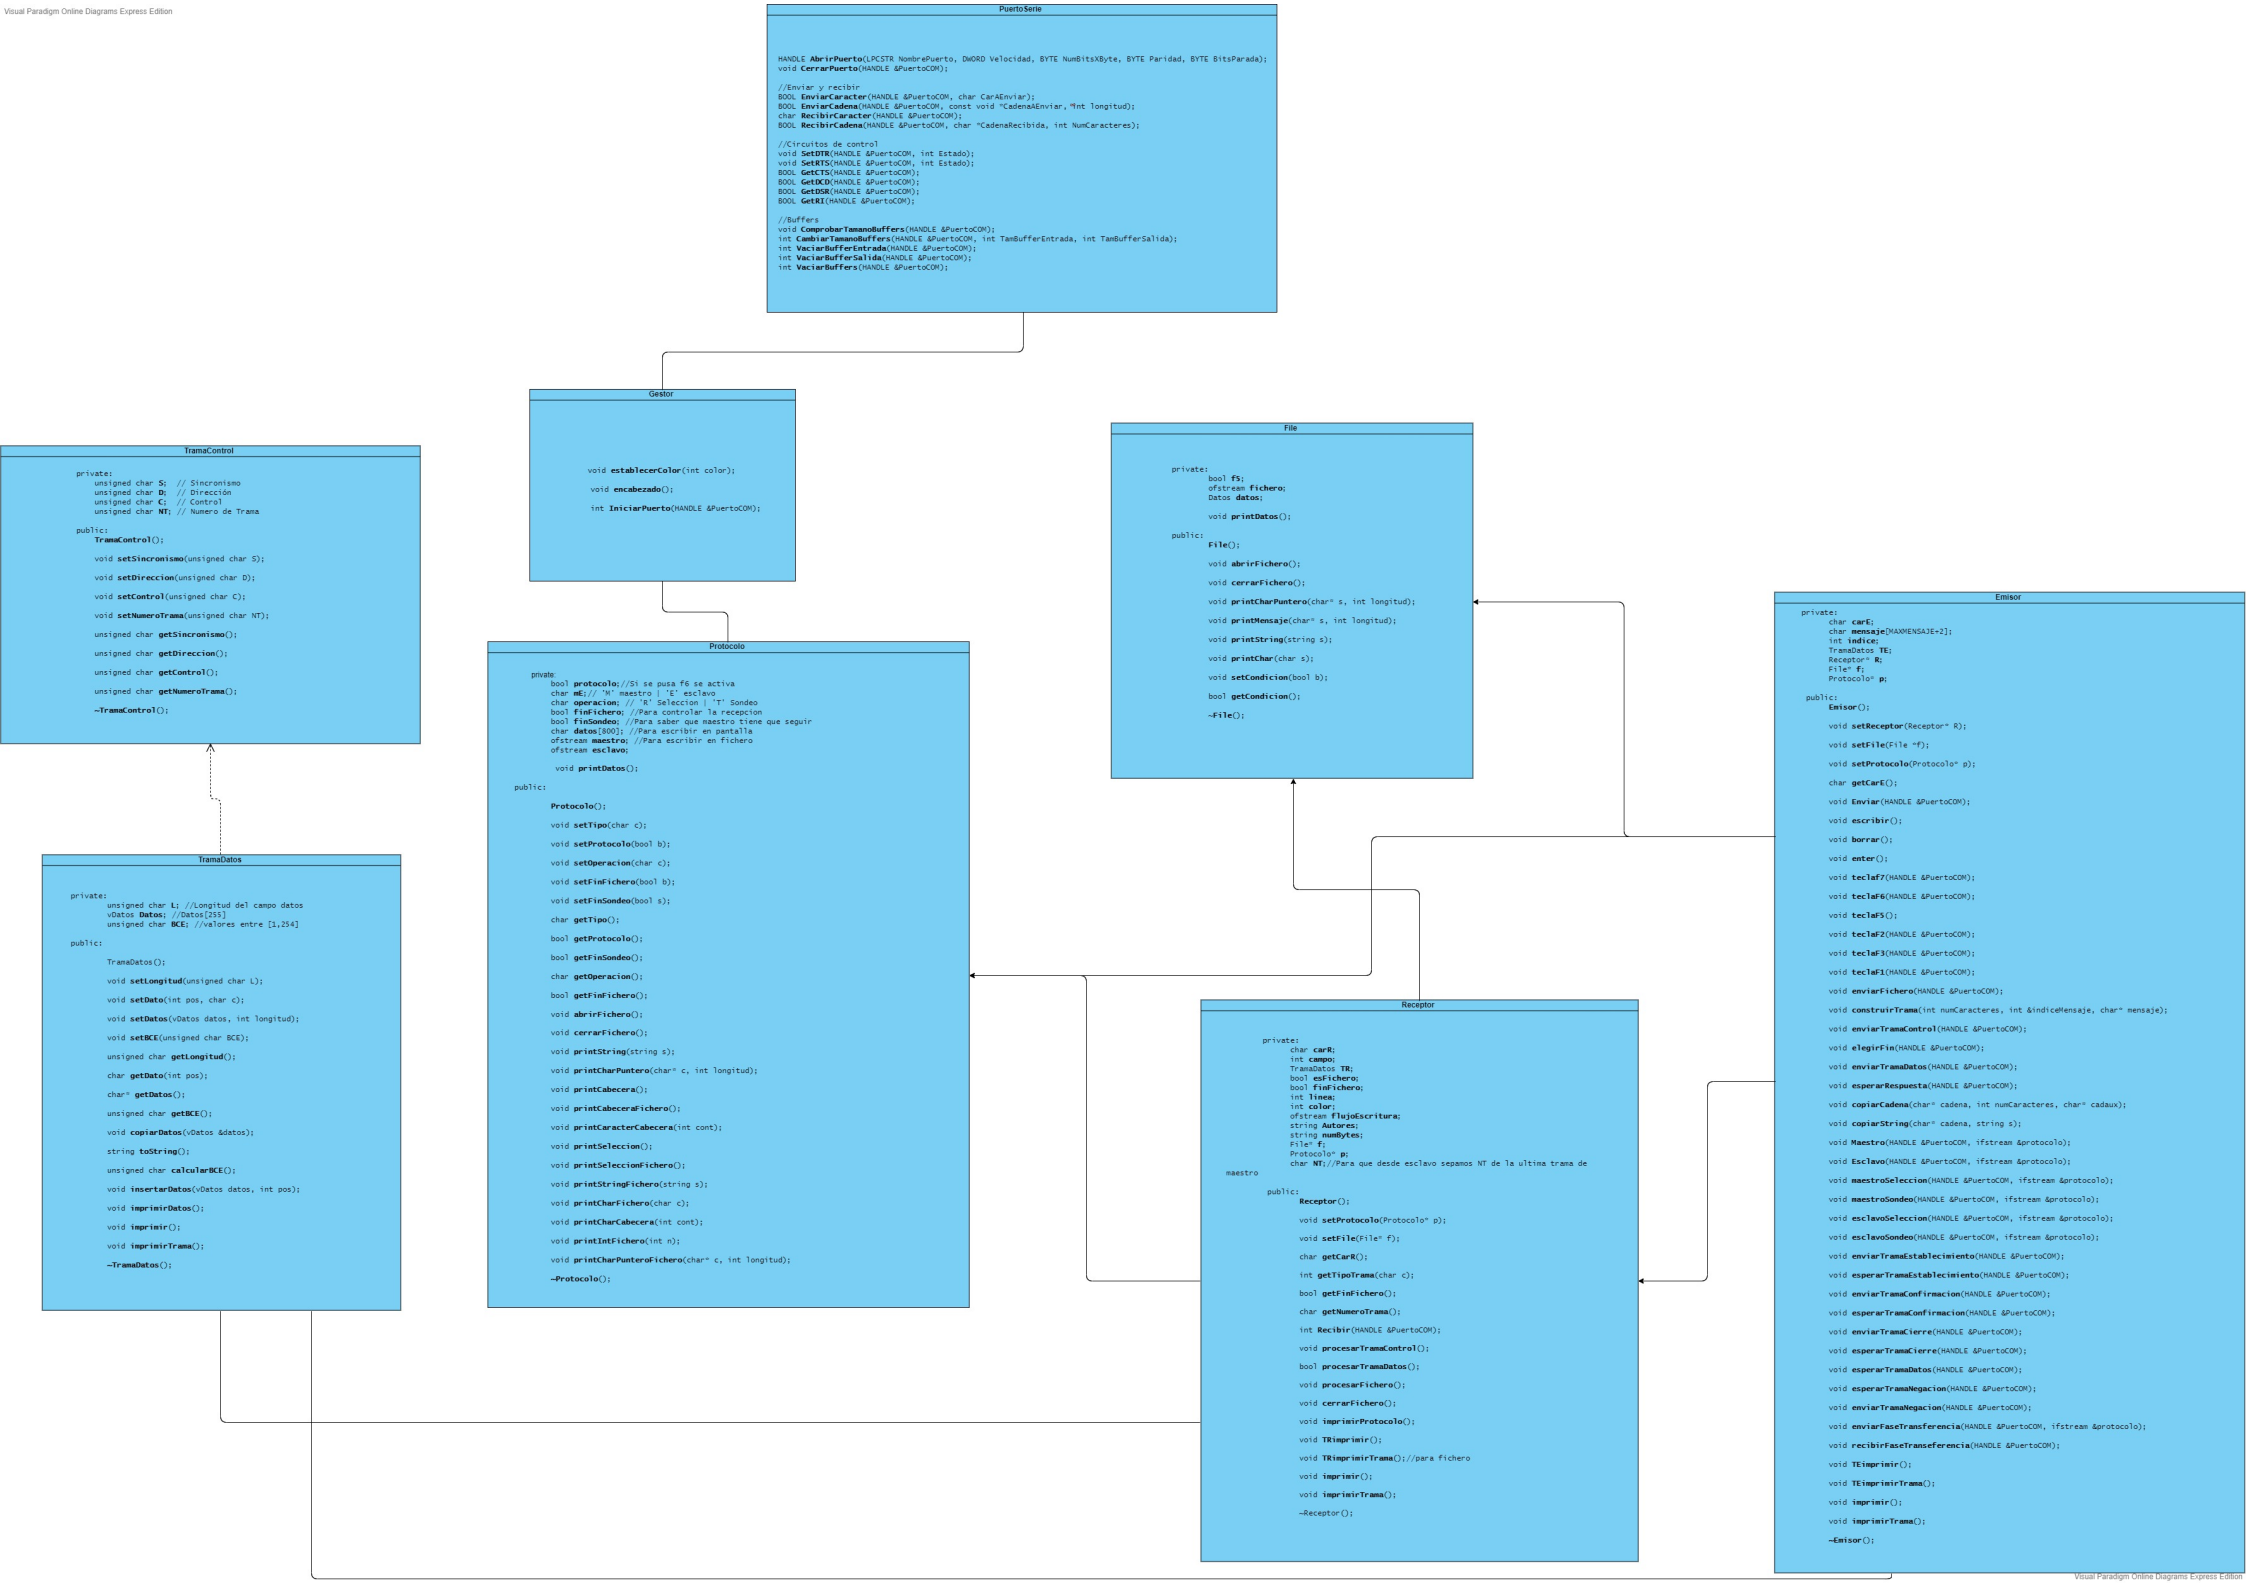 Visual Paradigm Online Diagrams Express Edition
PuertoSerie
HANDLE AbrirPuerto(LPCSTR NombrePuerto, DWORD Velocidad, BYTE NumBitsXByte, BYTE Paridad, BYTE BitsParada);
void CerrarPuerto(HANDLE &PuertoCOM);
//Enviar y recibir
BOOL EnviarCaracter(HANDLE &PuertoCOM, char CarAEnviar);
BOOL EnviarCadena(HANDLE &PuertoCOM, const void *CadenaAEnviar, int longitud);
char RecibirCaracter(HANDLE &PuertoCOM);
BOOL RecibirCadena(HANDLE &PuertoCOM, char *CadenaRecibida, int NumCaracteres);
//Circuitos de control
void SetDTR(HANDLE &PuertoCOM, int Estado);
void SetRTS(HANDLE &PuertoCOM, int Estado);
BOOL GetCTS(HANDLE &PuertoCOM);
BOOL GetDCD(HANDLE &PuertoCOM);
BOOL GetDSR(HANDLE &PuertoCOM);
BOOL GetRI(HANDLE &PuertoCOM);
//Buffers
void ComprobarTamanoBuffers(HANDLE &PuertoCOM);
int CambiarTamanoBuffers(HANDLE &PuertoCOM, int TamBufferEntrada, int TamBufferSalida);
int VaciarBufferEntrada(HANDLE &PuertoCOM);
int VaciarBufferSalida(HANDLE &PuertoCOM);
int VaciarBuffers(HANDLE &PuertoCOM);
Gestor
void establecerColor(int color);
void encabezado();
int IniciarPuerto(HANDLE &PuertoCOM);
TramaControl
private:
unsigned char S; // Sincronismo
unsigned char D; // Dirección
unsigned char C; // Control
unsigned char NT; // Numero de Trama
public:
TramaControl();
void setSincronismo(unsigned char S);
void setDireccion(unsigned char D);
void setControl(unsigned char C);
void setNumeroTrama(unsigned char NT);
unsigned char getSincronismo();
unsigned char getDireccion();
unsigned char getControl();
unsigned char getNumeroTrama();
~TramaControl();
File
private:
bool f5;
ofstream fichero;
Datos datos;
void printDatos();
public:
File();
void abrirFichero();
void cerrarFichero();
void printCharPuntero(char* s, int longitud);
void printMensaje(char* s, int longitud);
void printString(string s);
void printChar(char s);
void setCondicion(bool b);
bool getCondicion();
~File();
TramaDatos
private:
unsigned char L; //Longitud del campo datos
vDatos Datos; //Datos[255]
unsigned char BCE; //valores entre [1,254]
public:
TramaDatos();
void setLongitud(unsigned char L);
void setDato(int pos, char c);
void setDatos(vDatos datos, int longitud);
void setBCE(unsigned char BCE);
unsigned char getLongitud();
char getDato(int pos);
char* getDatos();
unsigned char getBCE();
void copiarDatos(vDatos &datos);
string toString();
unsigned char calcularBCE();
void insertarDatos(vDatos datos, int pos);
void imprimirDatos();
void imprimir();
void imprimirTrama();
~TramaDatos();
Protocolo
private:
bool protocolo;//Si se pusa f6 se activa
char mE;// 'M' maestro | 'E' esclavo
char operacion; // 'R' Seleccion | 'T' Sondeo
bool finFichero; //Para controlar la recepcion
bool finSondeo; //Para saber que maestro tiene que seguir
char datos[800]; //Para escribir en pantalla
ofstream maestro; //Para escribir en fichero
ofstream esclavo;
void printDatos();
public:
Protocolo();
void setTipo(char c);
void setProtocolo(bool b);
void setOperacion(char c);
void setFinFichero(bool b);
void setFinSondeo(bool s);
char getTipo();
bool getProtocolo();
bool getFinSondeo();
char getOperacion();
bool getFinFichero();
void abrirFichero();
void cerrarFichero();
void printString(string s);
void printCharPuntero(char* c, int longitud);
void printCabecera();
void printCabeceraFichero();
void printCaracterCabecera(int cont);
void printSeleccion();
void printSeleccionFichero();
void printStringFichero(string s);
void printCharFichero(char c);
void printCharCabecera(int cont);
void printIntFichero(int n);
void printCharPunteroFichero(char* c, int longitud);
~Protocolo();
Receptor
private:
char carR;
int campo;
TramaDatos TR;
bool esFichero;
bool finFichero;
int linea;
int color;
ofstream flujoEscritura;
string Autores;
string numBytes;
File* f;
Protocolo* p;
char NT;//Para que desde esclavo sepamos NT de la ultima trama de
maestro
public:
Receptor();
void setProtocolo(Protocolo* p);
void setFile(File* f);
char getCarR();
int getTipoTrama(char c);
bool getFinFichero();
char getNumeroTrama();
int Recibir(HANDLE &PuertoCOM);
void procesarTramaControl();
bool procesarTramaDatos();
void procesarFichero();
void cerrarFichero();
void imprimirProtocolo();
void TRimprimir();
void TRimprimirTrama();//para fichero
void imprimir();
void imprimirTrama();
~Receptor();
Emisor
private:
char carE;
char mensaje[MAXMENSAJE+2];
int indice;
TramaDatos TE;
Receptor* R;
File* f;
Protocolo* p;
public:
Emisor();
void setReceptor(Receptor* R);
void setFile(File *f);
void setProtocolo(Protocolo* p);
char getCarE();
void Enviar(HANDLE &PuertoCOM);
void escribir();
void borrar();
void enter();
void teclaf7(HANDLE &PuertoCOM);
void teclaF6(HANDLE &PuertoCOM);
void teclaF5();
void teclaF2(HANDLE &PuertoCOM);
void teclaF3(HANDLE &PuertoCOM);
void teclaF1(HANDLE &PuertoCOM);
void enviarFichero(HANDLE &PuertoCOM);
void construirTrama(int numCaracteres, int &indiceMensaje, char* mensaje);
void enviarTramaControl(HANDLE &PuertoCOM);
void elegirFin(HANDLE &PuertoCOM);
void enviarTramaDatos(HANDLE &PuertoCOM);
void esperarRespuesta(HANDLE &PuertoCOM);
void copiarCadena(char* cadena, int numCaracteres, char* cadaux);
void copiarString(char* cadena, string s);
void Maestro(HANDLE &PuertoCOM, ifstream &protocolo);
void Esclavo(HANDLE &PuertoCOM, ifstream &protocolo);
void maestroSeleccion(HANDLE &PuertoCOM, ifstream &protocolo);
void maestroSondeo(HANDLE &PuertoCOM, ifstream &protocolo);
void esclavoSeleccion(HANDLE &PuertoCOM, ifstream &protocolo);
void esclavoSondeo(HANDLE &PuertoCOM, ifstream &protocolo);
void enviarTramaEstablecimiento(HANDLE &PuertoCOM);
void esperarTramaEstablecimiento(HANDLE &PuertoCOM);
void enviarTramaConfirmacion(HANDLE &PuertoCOM);
void esperarTramaConfirmacion(HANDLE &PuertoCOM);
void enviarTramaCierre(HANDLE &PuertoCOM);
void esperarTramaCierre(HANDLE &PuertoCOM);
void esperarTramaDatos(HANDLE &PuertoCOM);
void esperarTramaNegacion(HANDLE &PuertoCOM);
void enviarTramaNegacion(HANDLE &PuertoCOM);
void enviarFaseTransferencia(HANDLE &PuertoCOM, ifstream &protocolo);
void recibirFaseTranseferencia(HANDLE &PuertoCOM);
void TEimprimir();
void TEimprimirTrama();
void imprimir();
void imprimirTrama();
~Emisor();
Visual Paradigm Online Diagrams Express Edition